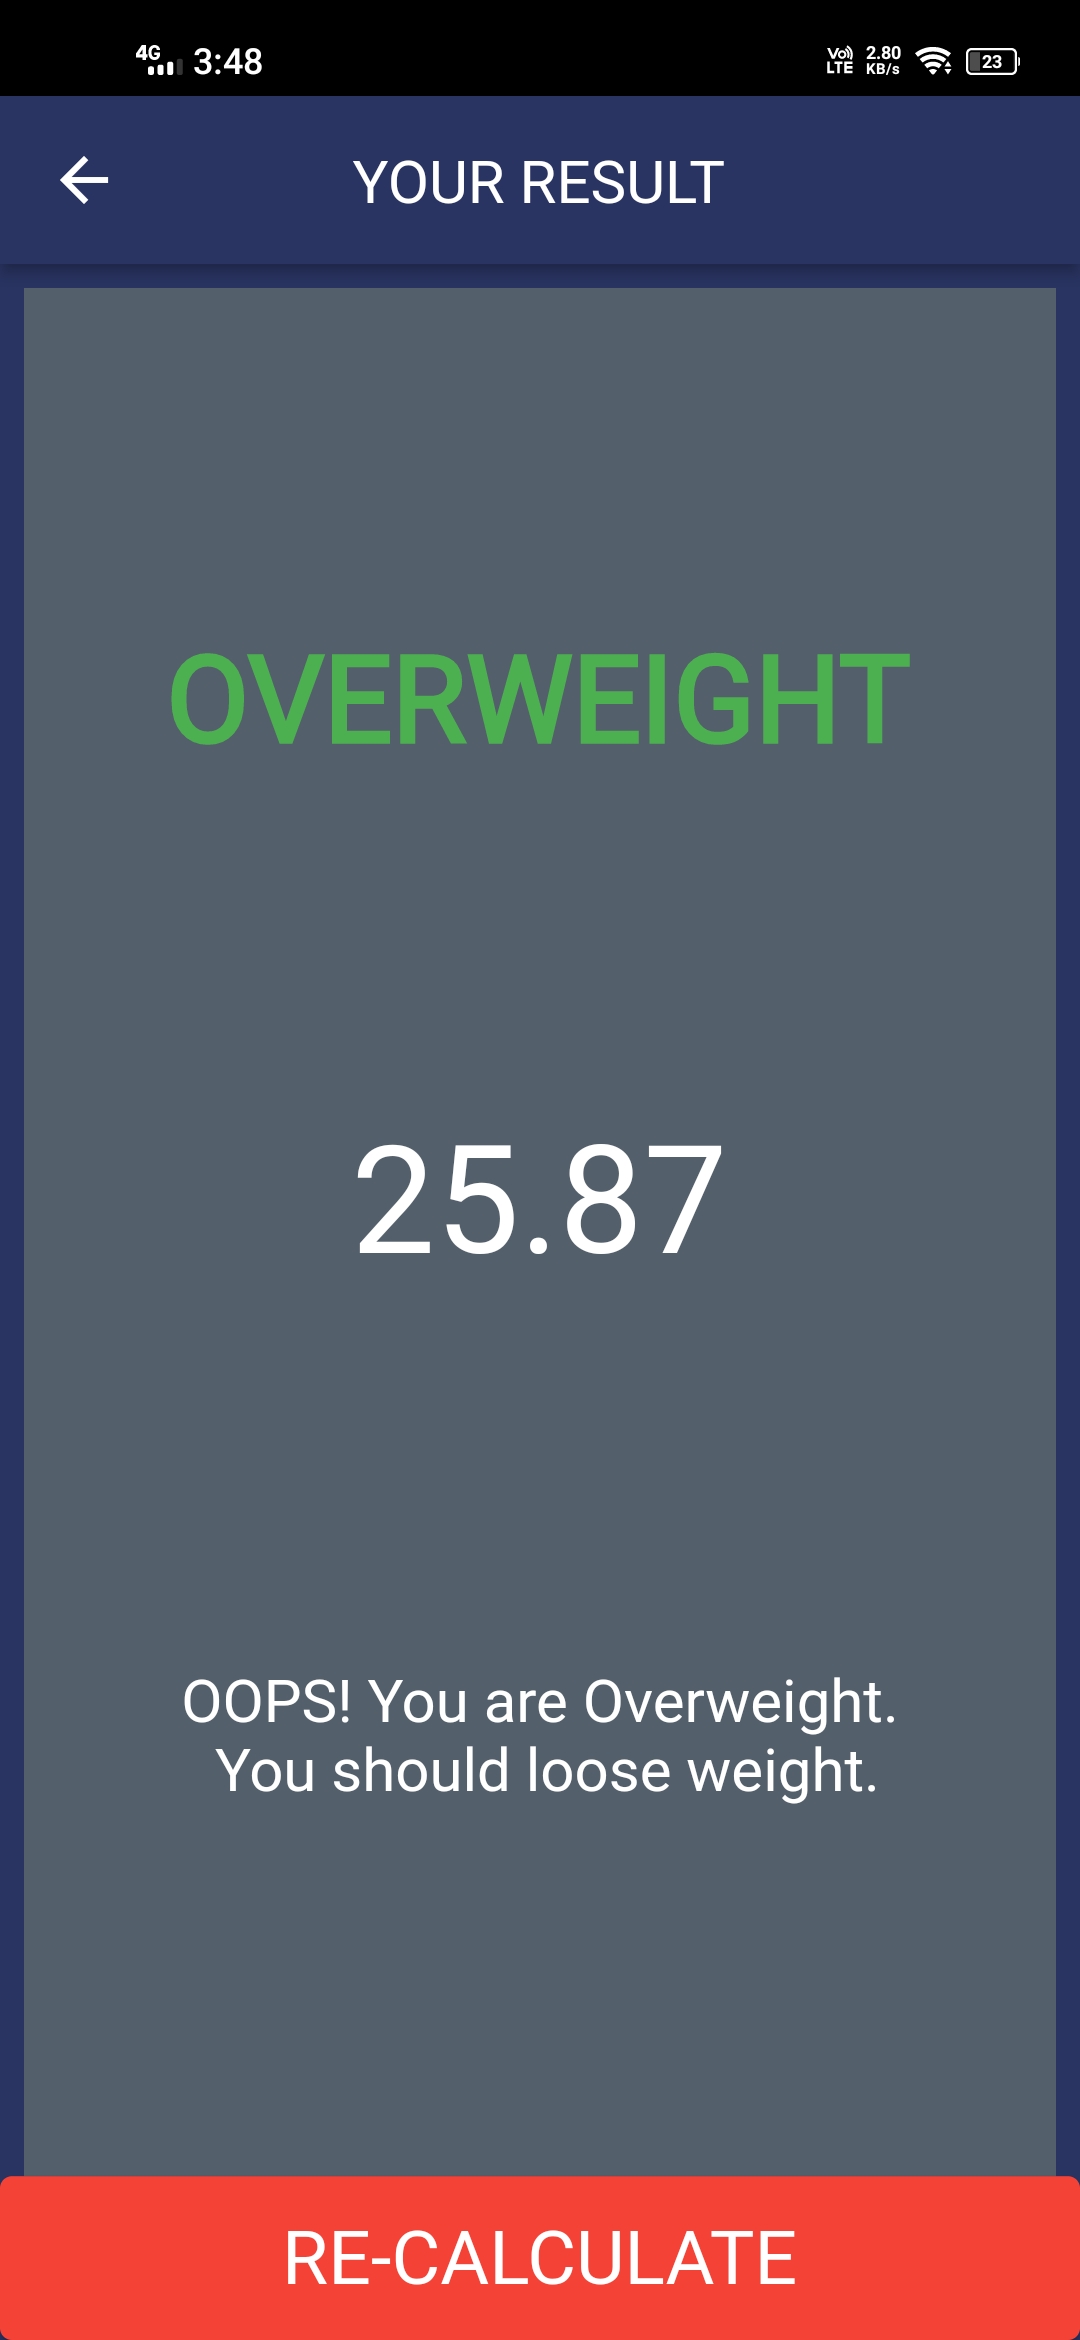 4G 3:48 Vo LTE 2.80 KB/s 23
YOUR RESULT
OVERWEIGHT
25.87
OOPS! You are Overweight.
You should loose weight.
RE-CALCULATE